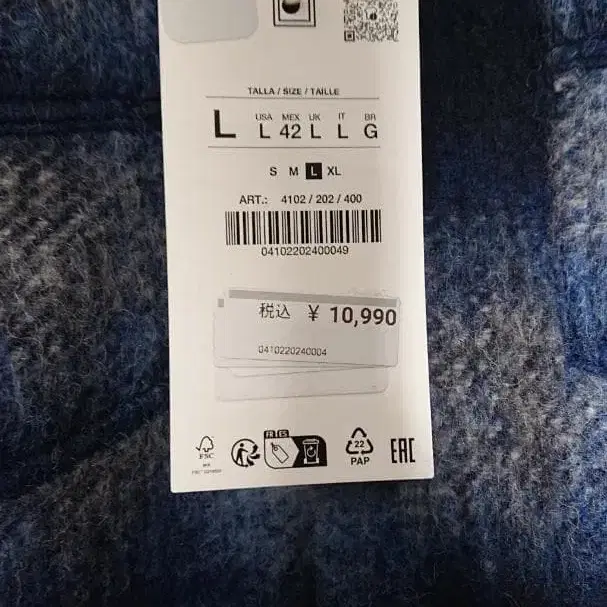 TALLA / SIZE / TAILLE
USA MEX UK IT BR
L L 42 L L G
S M L XL
ART.: 4102 / 202 / 400
04102202400049
税込 ¥ 10,990
0410220240004
FR ES
FSC
22
PAP
EAC